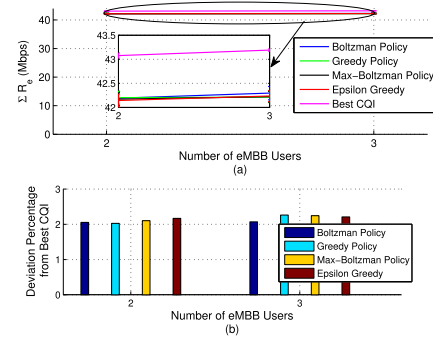 Σ Rₑ (Mbps)
40
30
20
10
0
43.5
43
42.5
42
2
3
Boltzman Policy
Greedy Policy
Max−Boltzman Policy
Epsilon Greedy
Best CQI
2
3
Number of eMBB Users
(a)
Deviation Percentage
from Best CQI
3
2
1
0
Boltzman Policy
Greedy Policy
Max−Boltzman Policy
Epsilon Greedy
2
3
Number of eMBB Users
(b)